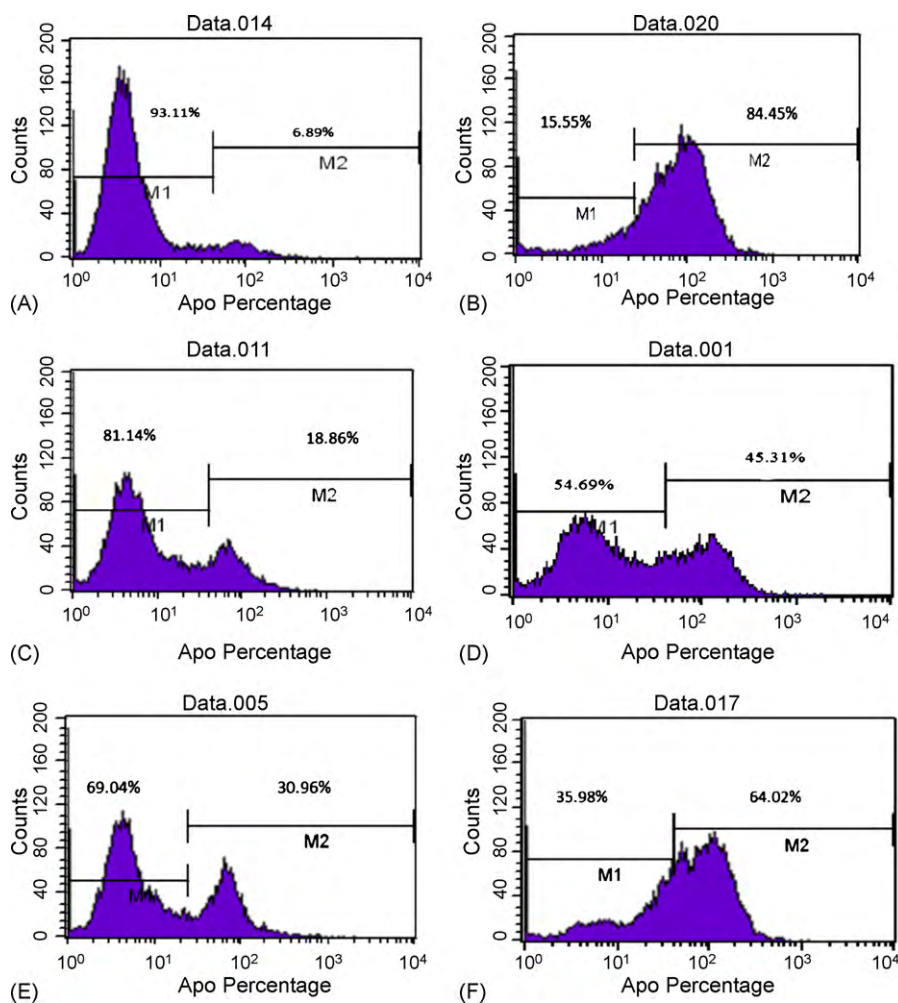 Data.014
200
160
120
80
40
0
Counts
93.11%
6.89%
M1
M2
10⁰ 10¹ 10² 10³ 10⁴
(A) Apo Percentage
Data.020
200
160
120
80
40
0
Counts
15.55%
84.45%
M1
M2
10⁰ 10¹ 10² 10³ 10⁴
(B) Apo Percentage
Data.011
200
160
120
80
40
0
Counts
81.14%
18.86%
M1
M2
10⁰ 10¹ 10² 10³ 10⁴
(C) Apo Percentage
Data.001
200
160
120
80
40
0
Counts
54.69%
45.31%
M1
M2
10⁰ 10¹ 10² 10³ 10⁴
(D) Apo Percentage
Data.005
200
160
120
80
40
0
Counts
69.04%
30.96%
M2
10⁰ 10¹ 10² 10³ 10⁴
(E) Apo Percentage
Data.017
200
160
120
80
40
0
Counts
35.98%
64.02%
M1
M2
10⁰ 10¹ 10² 10³ 10⁴
(F) Apo Percentage